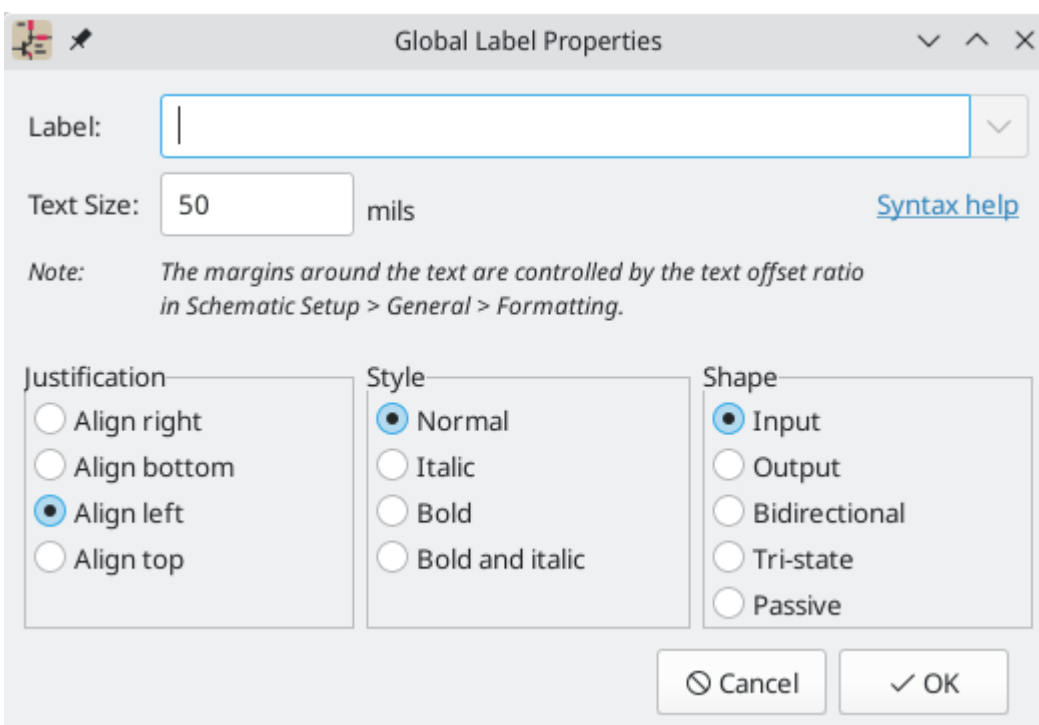 Global Label Properties
Label:
Text Size: 50 mils Syntax help
Note: The margins around the text are controlled by the text offset ratio
in Schematic Setup > General > Formatting.
Justification Style Shape
Align right Normal Input
Align bottom Italic Output
Align left Bold Bidirectional
Align top Bold and italic Tri-state
Passive
Cancel OK